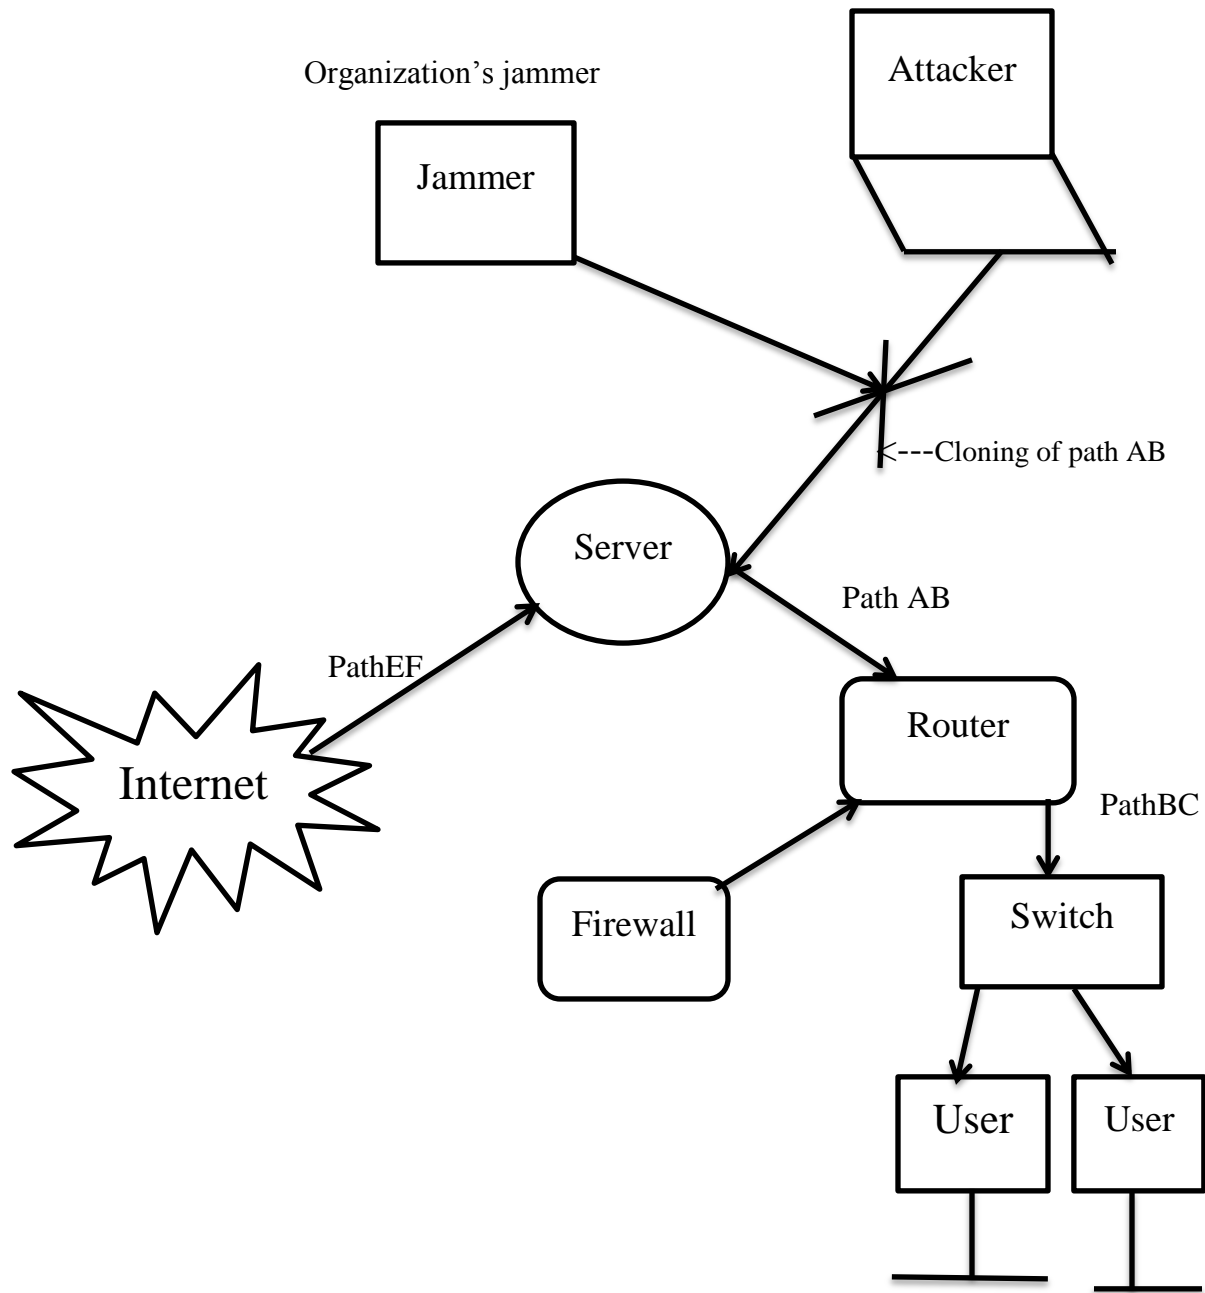 Attacker
Organization’s jammer
Jammer
<---Cloning of path AB
Server
Path AB
PathEF
Router
Internet
PathBC
Firewall
Switch
User
User